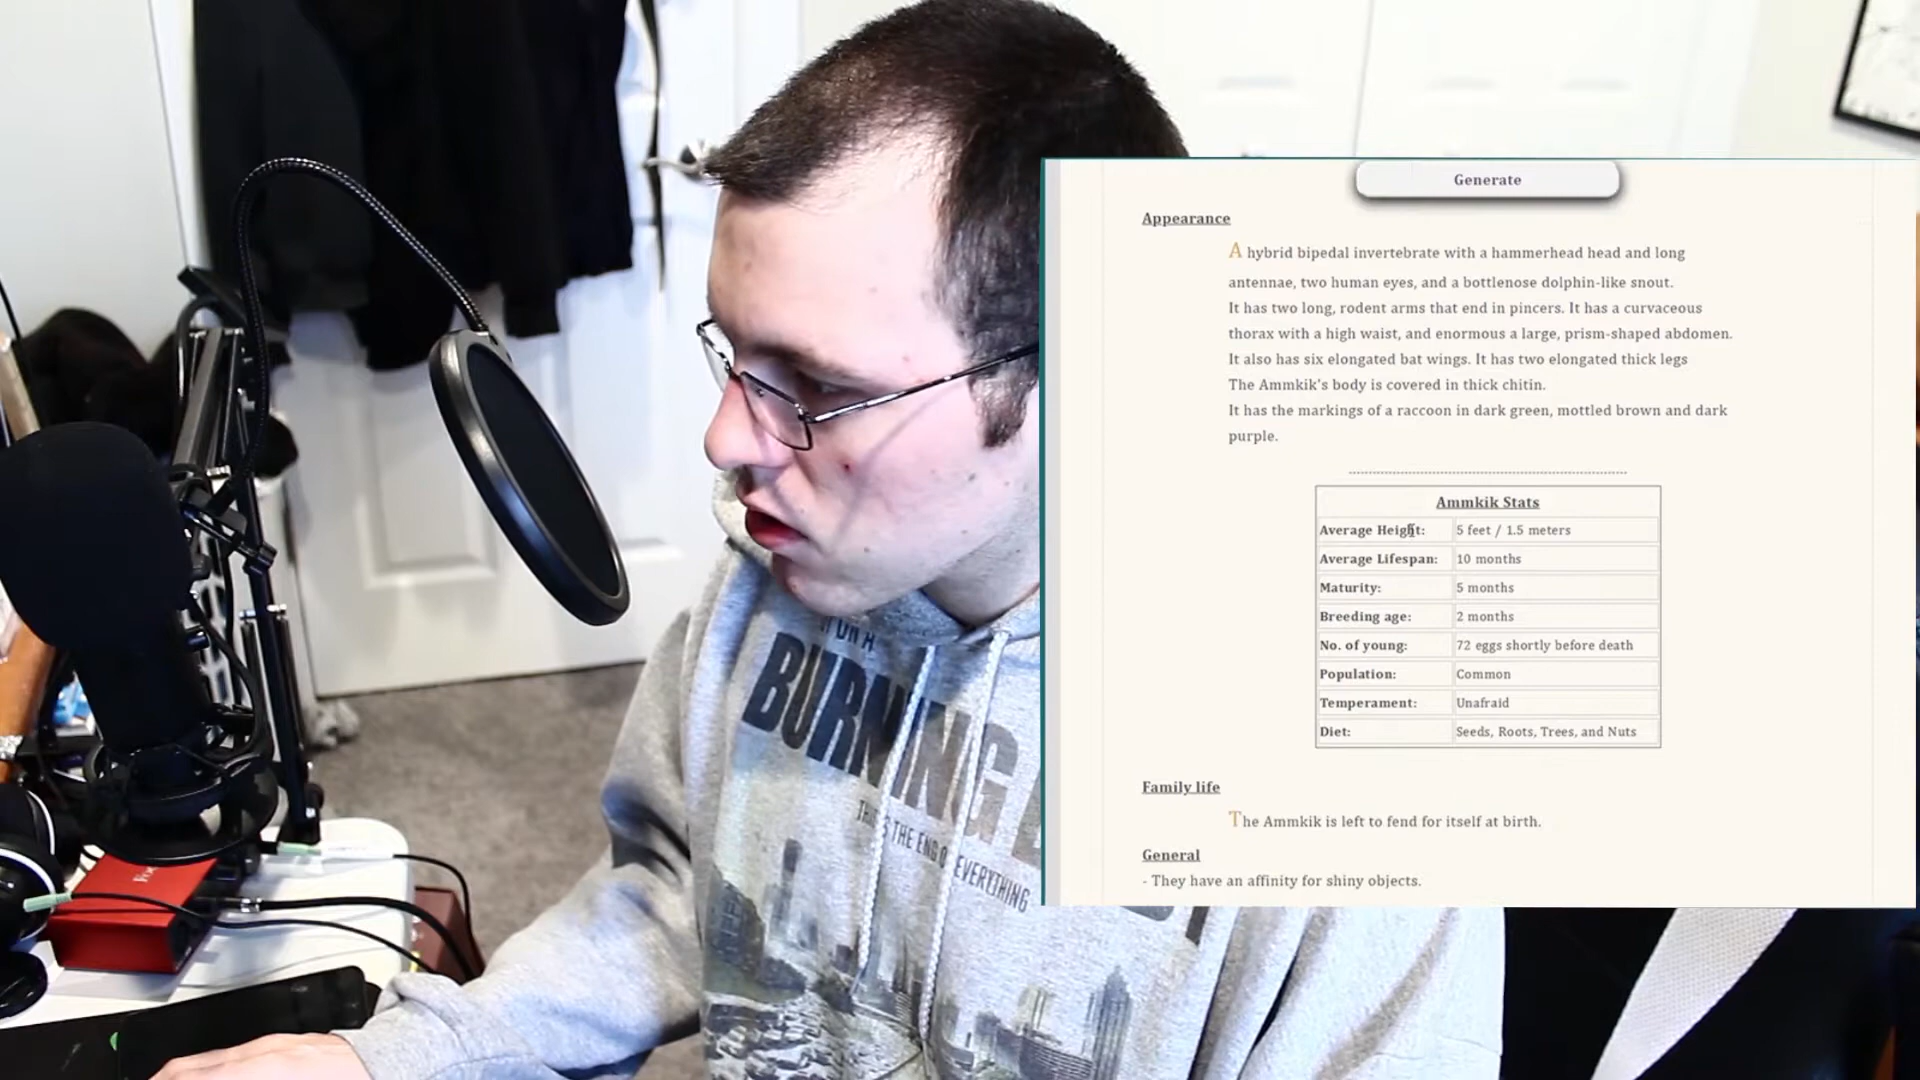 Generate
Appearance
A hybrid bipedal invertebrate with a hammerhead head and long
antennae, two human eyes, and a bottlenose dolphin-like snout.
It has two long, rodent arms that end in pincers. It has a curvaceous
thorax with a high waist, and enormous a large, prism-shaped abdomen.
It also has six elongated bat wings. It has two elongated thick legs
The Ammkik's body is covered in thick chitin.
It has the markings of a raccoon in dark green, mottled brown and dark
purple.
Ammkik Stats
Average Height: 5 feet / 1.5 meters
Average Lifespan: 10 months
Maturity: 5 months
Breeding age: 2 months
No. of young: 72 eggs shortly before death
Population: Common
Temperament: Unafraid
Diet: Seeds, Roots, Trees, and Nuts
Family life
The Ammkik is left to fend for itself at birth.
General
- They have an affinity for shiny objects.
ON A
BURNING
THE END OF
EVERYTHING